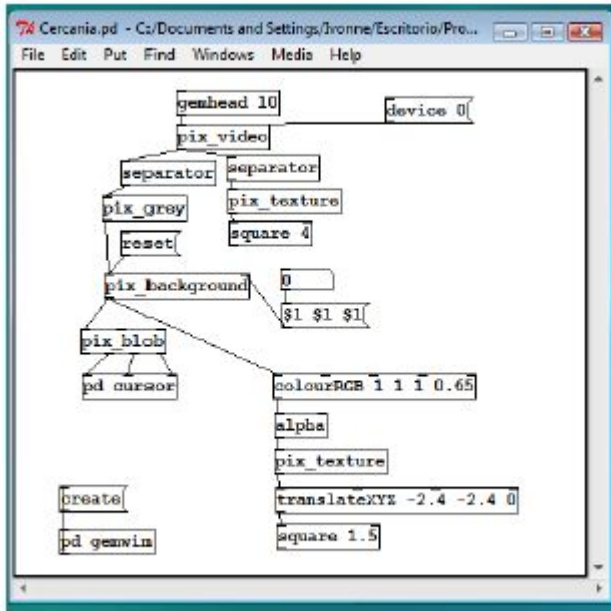 Cercania.pd - C:/Documents and Settings/Ivonne/Escritorio/Pro...
File Edit Put Find Windows Media Help
gemhead 10
device 0
pix_video
separator
separator
pix_grey
pix_texture
reset
square 4
pix_background
0
$1 $1 $1
pix_blob
pd cursor
colourRGB 1 1 1 0.65
alpha
pix_texture
create
translateXYZ -2.4 -2.4 0
pd gemwin
square 1.5